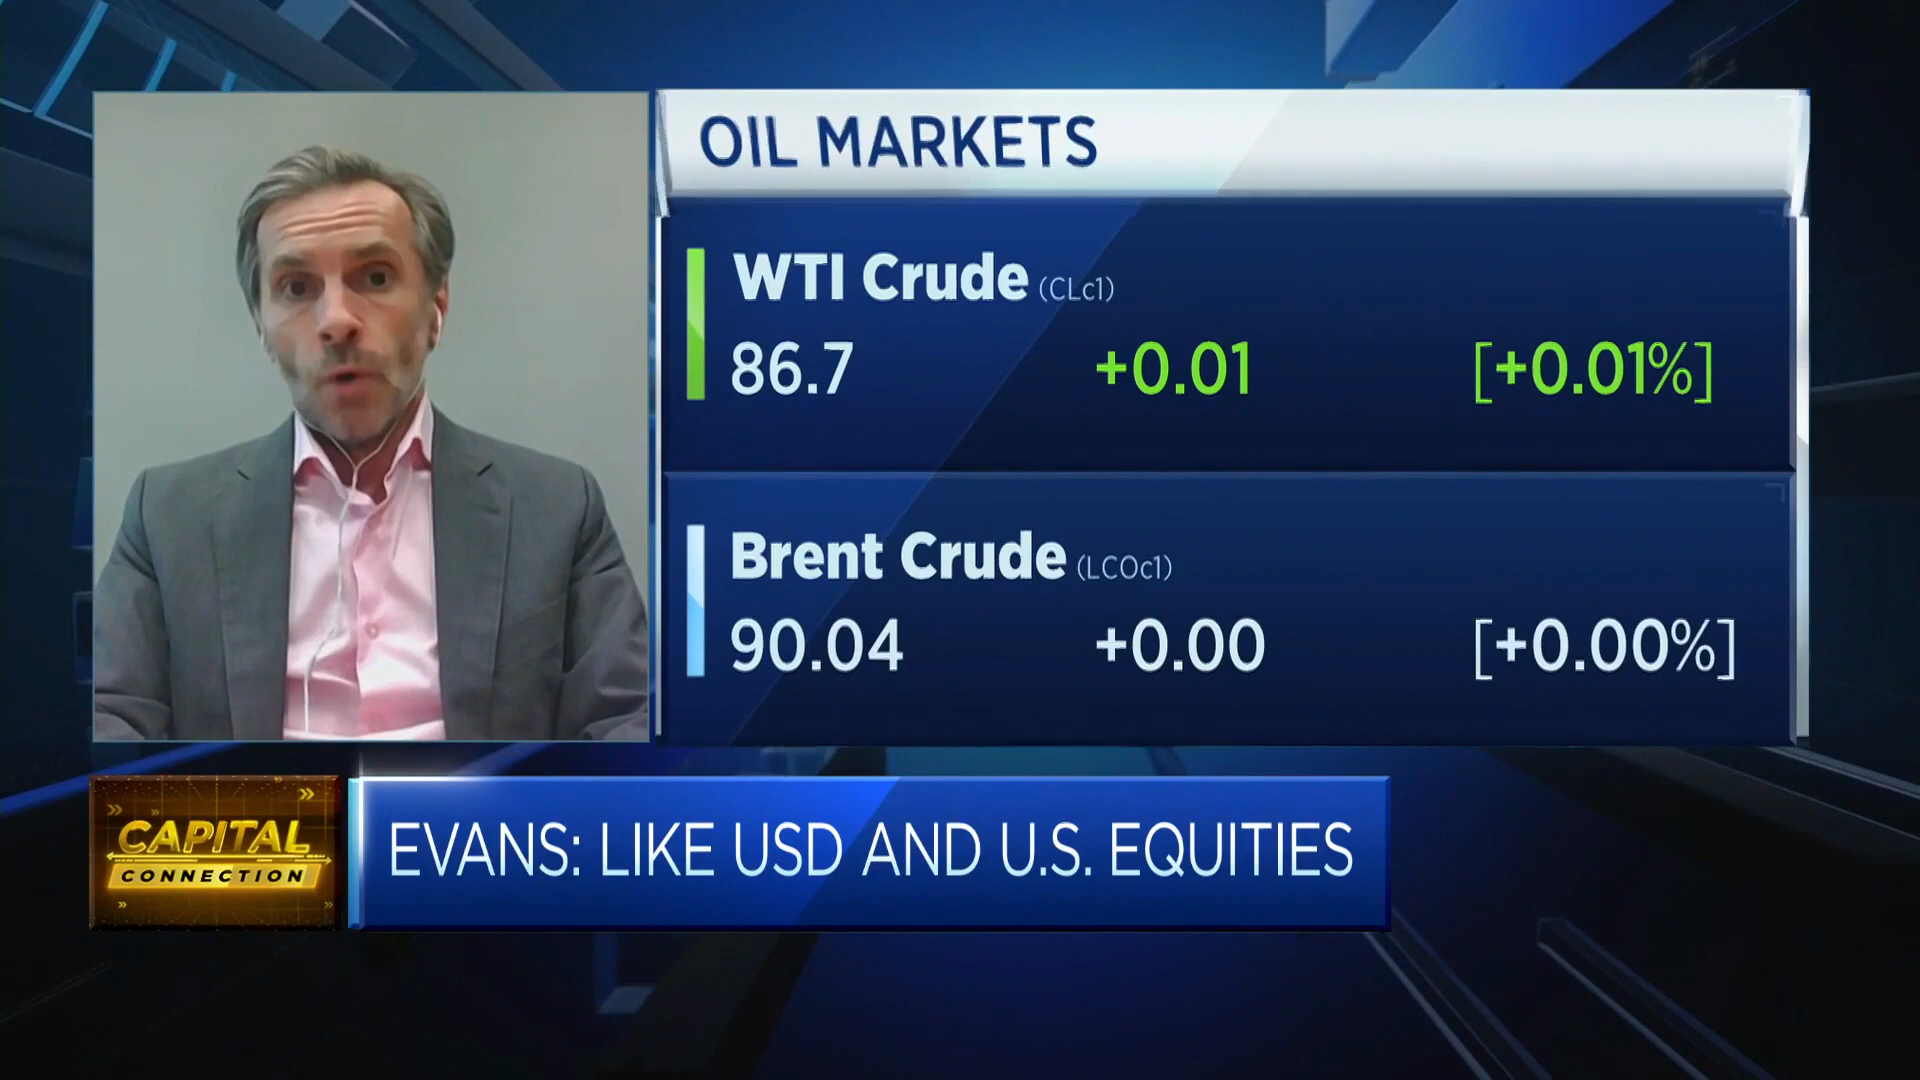 OIL MARKETS
WTI Crude (CLc1)
86.7 +0.01 [+0.01%]
Brent Crude (LCOc1)
90.04 +0.00 [+0.00%]
CAPITAL
CONNECTION
EVANS: LIKE USD AND U.S. EQUITIES